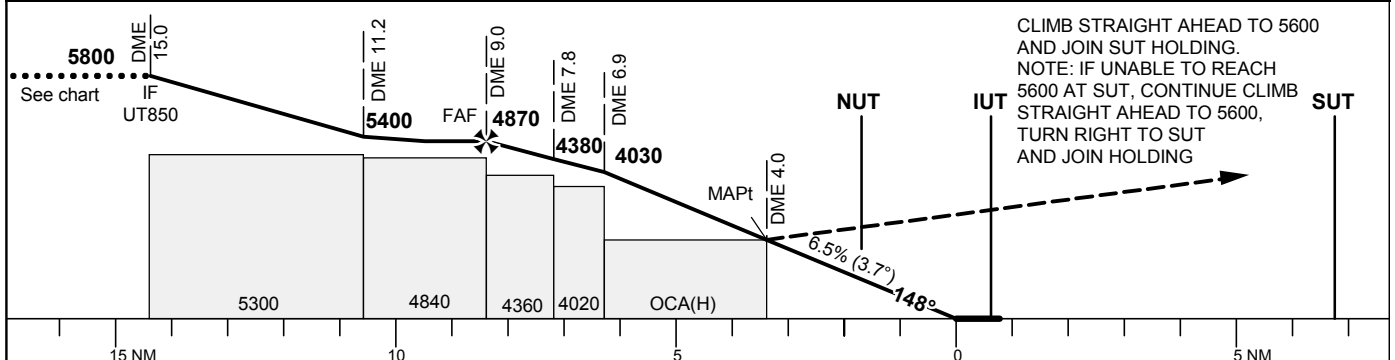 CLIMB STRAIGHT AHEAD TO 5600
AND JOIN SUT HOLDING.
NOTE: IF UNABLE TO REACH
5600 AT SUT, CONTINUE CLIMB
STRAIGHT AHEAD TO 5600,
TURN RIGHT TO SUT
AND JOIN HOLDING
DME
15.0
DME 11.2
DME 9.0
DME 7.8
DME 6.9
5800
See chart
IF
UT850
5400
FAF
4870
4380
4030
NUT
IUT
SUT
MAPt
DME 4.0
6.5% (3.7°)
148°
5300
4840
4360
4020
OCA(H)
15 NM
10
5
0
5 NM